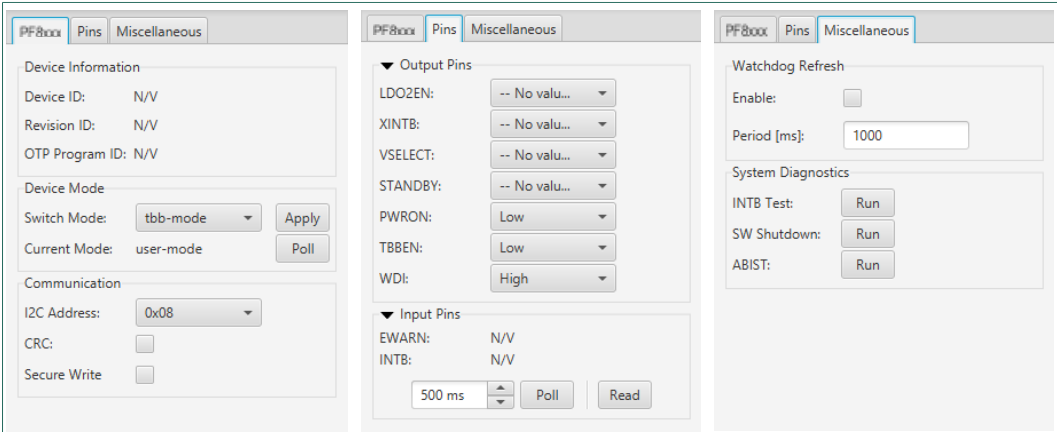 PF8xxx Pins Miscellaneous
Device Information
Device ID: N/V
Revision ID: N/V
OTP Program ID: N/V
Device Mode
Switch Mode: tbb-mode Apply
Current Mode: user-mode Poll
Communication
I2C Address: 0x08
CRC:
Secure Write
PF8xxx Pins Miscellaneous
Output Pins
LDO2EN: -- No valu...
XINTB: -- No valu...
VSELECT: -- No valu...
STANDBY: -- No valu...
PWRON: Low
TBBEN: Low
WDI: High
Input Pins
EWARN: N/V
INTB: N/V
500 ms Poll Read
PF8xxx Pins Miscellaneous
Watchdog Refresh
Enable:
Period [ms]: 1000
System Diagnostics
INTB Test: Run
SW Shutdown: Run
ABIST: Run